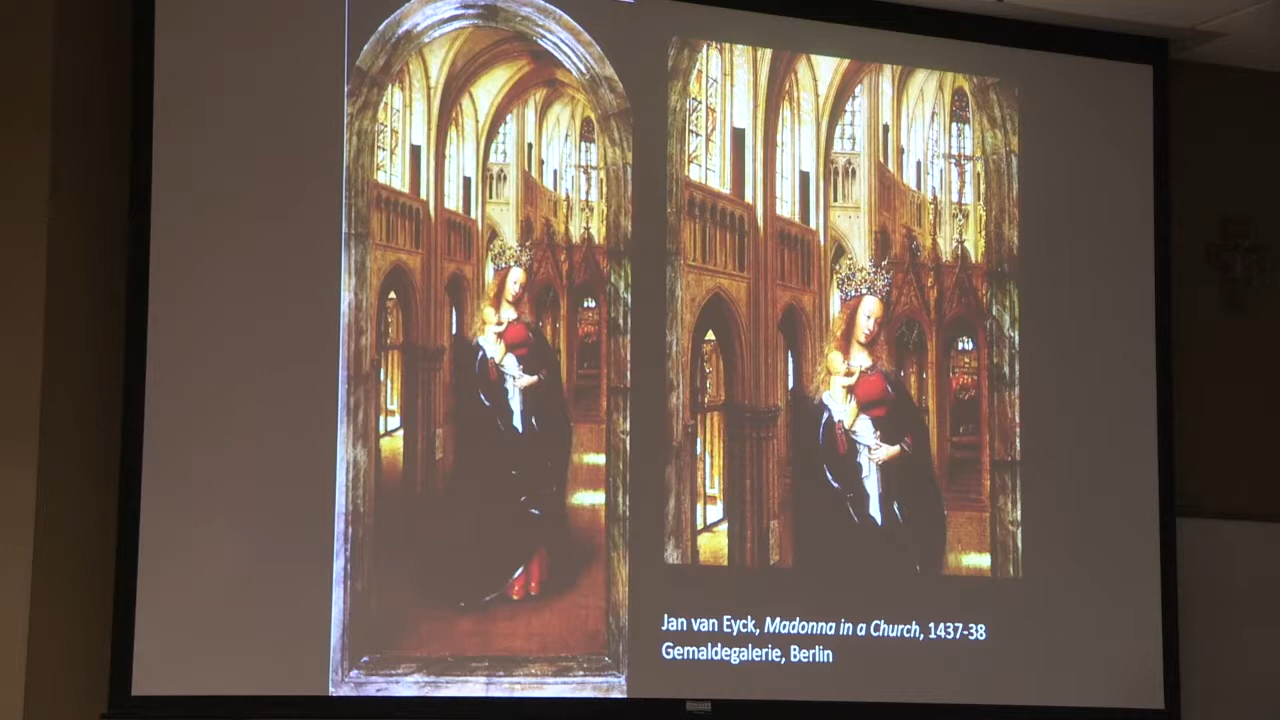 Jan van Eyck, Madonna in a Church, 1437-38
Gemaldegalerie, Berlin